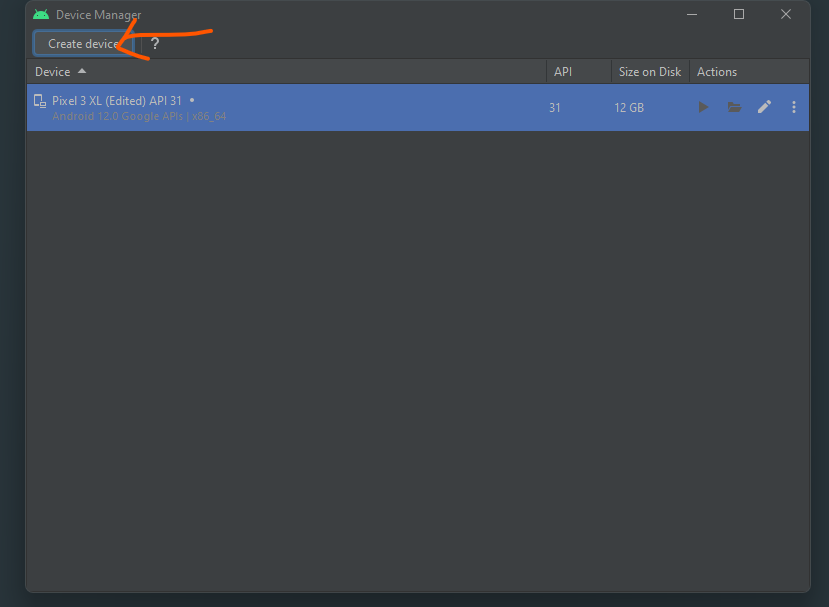 Device Manager
Create device ?
Device API Size on Disk Actions
Pixel 3 XL (Edited) API 31 31 12 GB
Android 12.0 Google APIs | x86_64